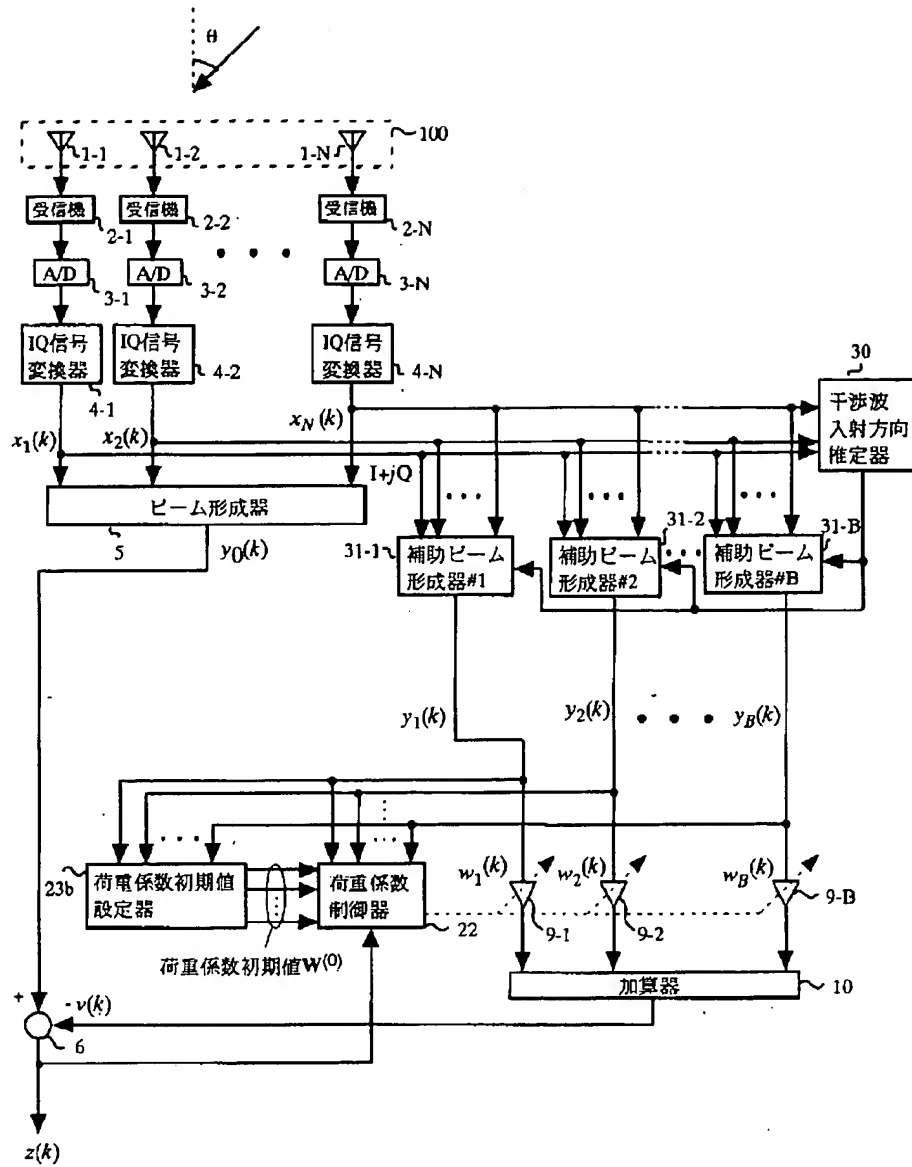 θ
100
1-1
1-2
1-N
受信機
受信機
受信機
2-1
2-2
2-N
A/D
A/D
A/D
3-1
3-2
3-N
IQ信号
変換器
IQ信号
変換器
IQ信号
変換器
4-1
4-2
4-N
30
干渉波
入射方向
推定器
x1(k)
x2(k)
xN(k)
I+jQ
ビーム形成器
5
y0(k)
31-1
補助ビーム
形成器#1
31-2
補助ビーム
形成器#2
31-B
補助ビーム
形成器#B
y1(k)
y2(k)
yB(k)
23b
荷重係数初期値
設定器
荷重係数
制御器
22
荷重係数初期値W(0)
w1(k)
w2(k)
wB(k)
9-1
9-2
9-B
加算器
10
+
- v(k)
6
z(k)